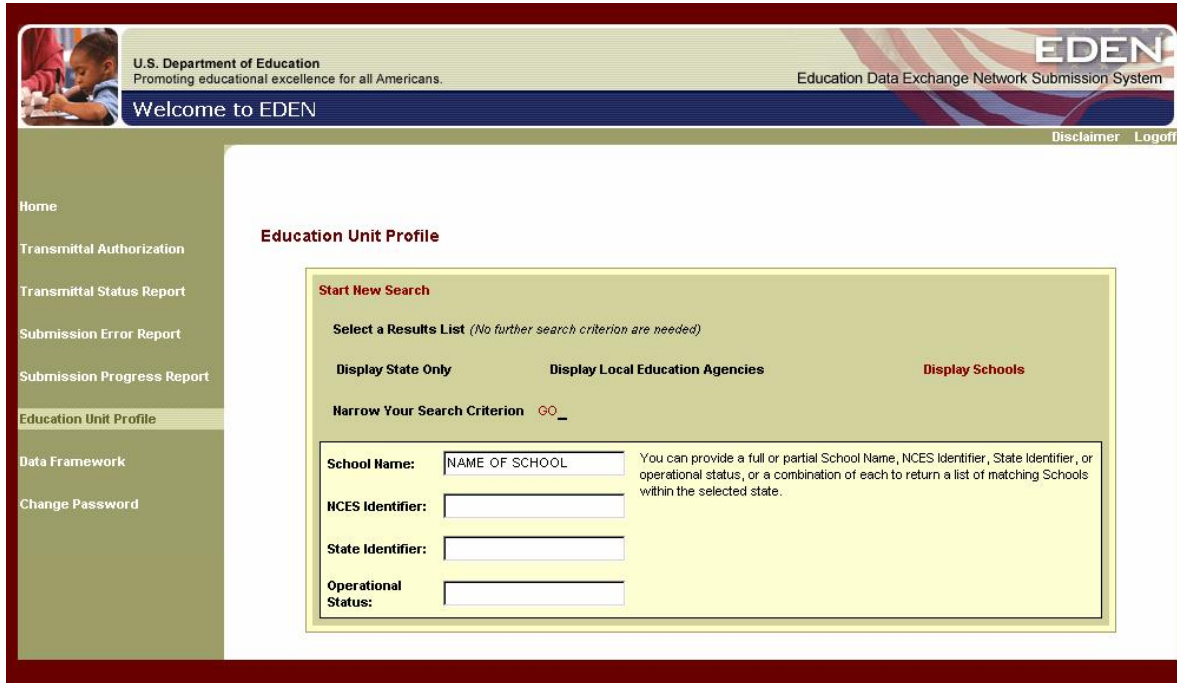 EDEN
U.S. Department of Education
Promoting educational excellence for all Americans.
Education Data Exchange Network Submission System
Welcome to EDEN
Disclaimer Logoff
Home
Transmittal Authorization
Transmittal Status Report
Submission Error Report
Submission Progress Report
Education Unit Profile
Data Framework
Change Password
Education Unit Profile
Start New Search
Select a Results List (No further search criterion are needed)
Display State Only Display Local Education Agencies Display Schools
Narrow Your Search Criterion GO
School Name: NAME OF SCHOOL
NCES Identifier:
State Identifier:
Operational
Status:
You can provide a full or partial School Name, NCES Identifier, State Identifier, or
operational status, or a combination of each to return a list of matching Schools
within the selected state.